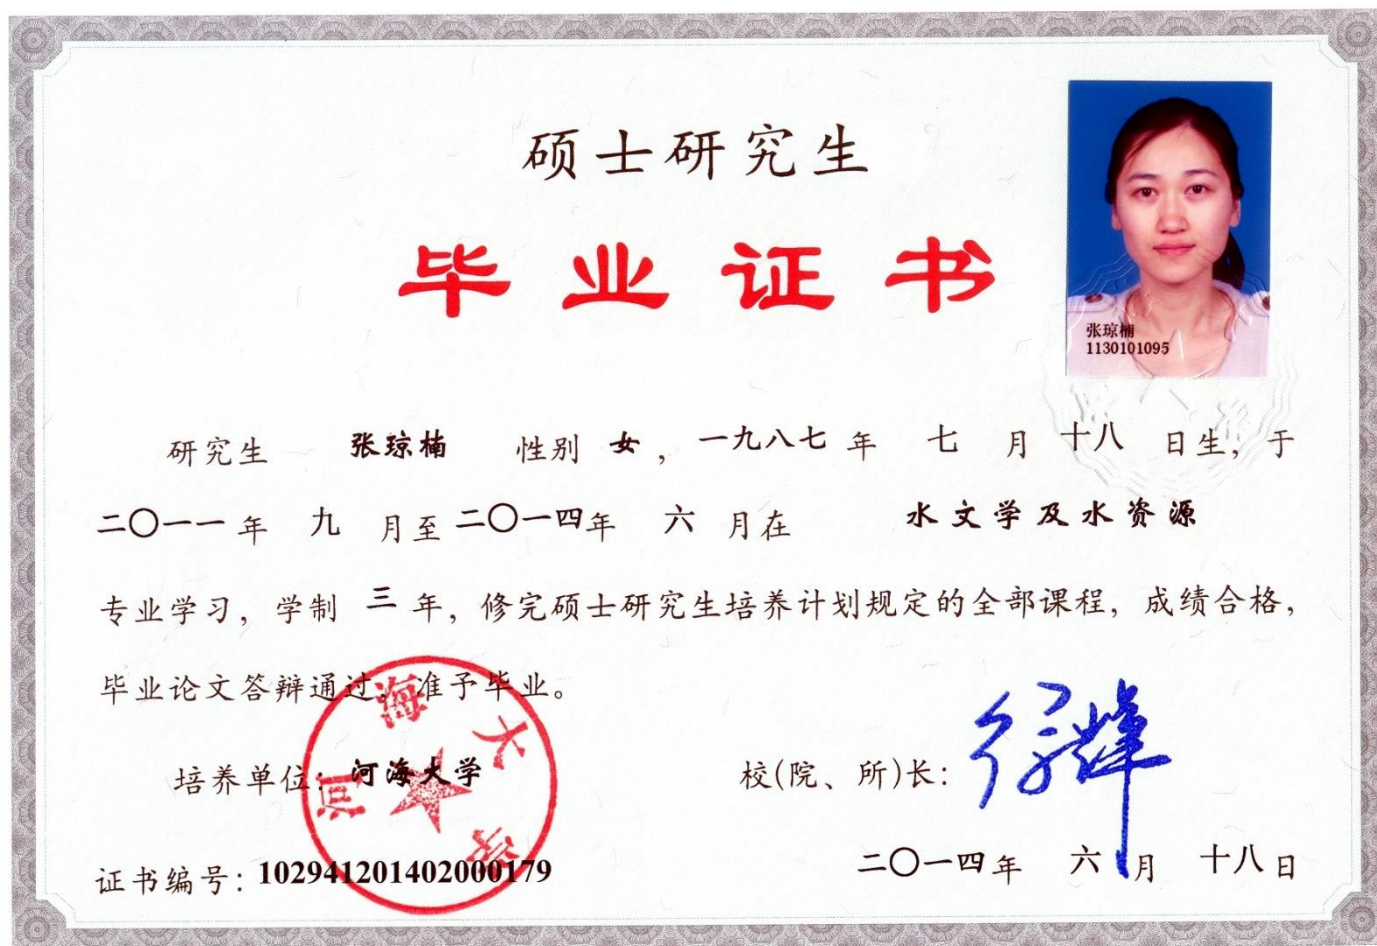 硕士研究生
毕业证书
张琼楠
1130101095
研究生 张琼楠 性别 女，一九八七 年 七 月 十八 日生，于
二〇一一 年 九 月至 二〇一四年 六 月在 水文学及水资源
专业学习，学制 三 年，修完硕士研究生培养计划规定的全部课程，成绩合格，
毕业论文答辩通过，准予毕业。
河海大学
培养单位：河海大学
校(院、所)长：
证书编号：102941201402000179
二〇一四年 六 月 十八 日